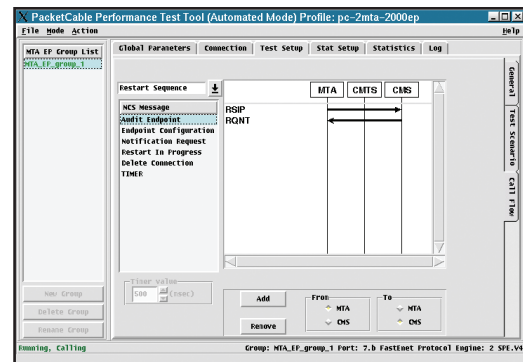 PacketCable Performance Test Tool (Automated Mode) Profile: pc-2mta-2000ep
File Mode Action Help
MTA EP Group List
MTA_EP_group_1
Global Parameters Connection Test Setup Stat Setup Statistics Log
Restart Sequence
NCS Message
Audit Endpoint
Endpoint Configuration
Notification Request
Restart In Progress
Delete Connection
TIMER
MTA CMTS CMS
RSIP
RQNT
General
Test Scenario
Call Flow
Timer value
500 (msec)
Add
Remove
From
MTA
CMS
To
MTA
CMS
New Group
Delete Group
Rename Group
Running, Calling
Group: MTA_EP_group_1 Port: 7.b FastEnet Protocol Engine: 2 SPE.V4